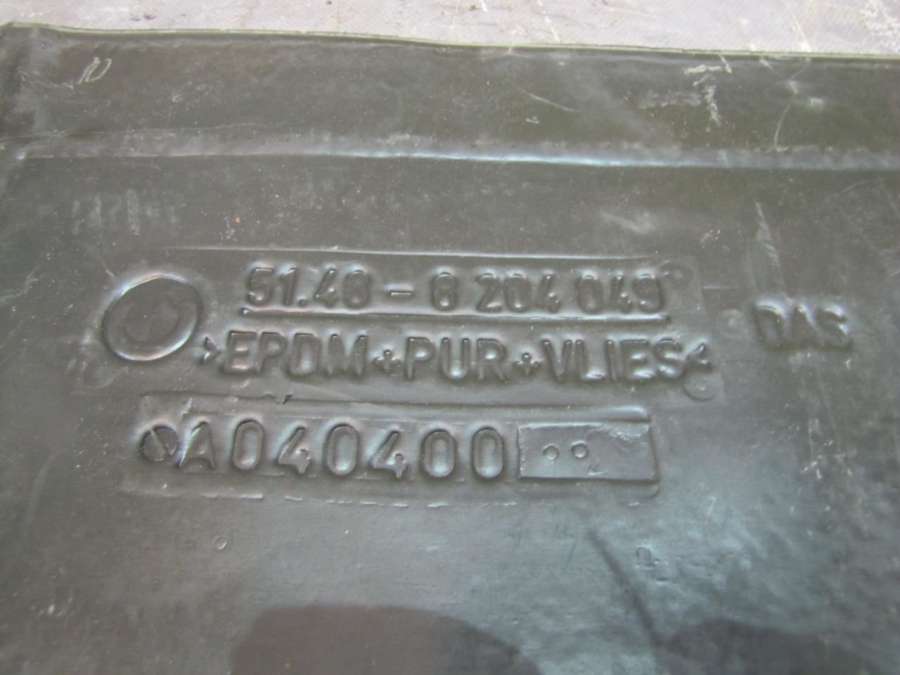 51.48-8 204 049
>EPDM+PUR+VLIES<
DAS
A040400